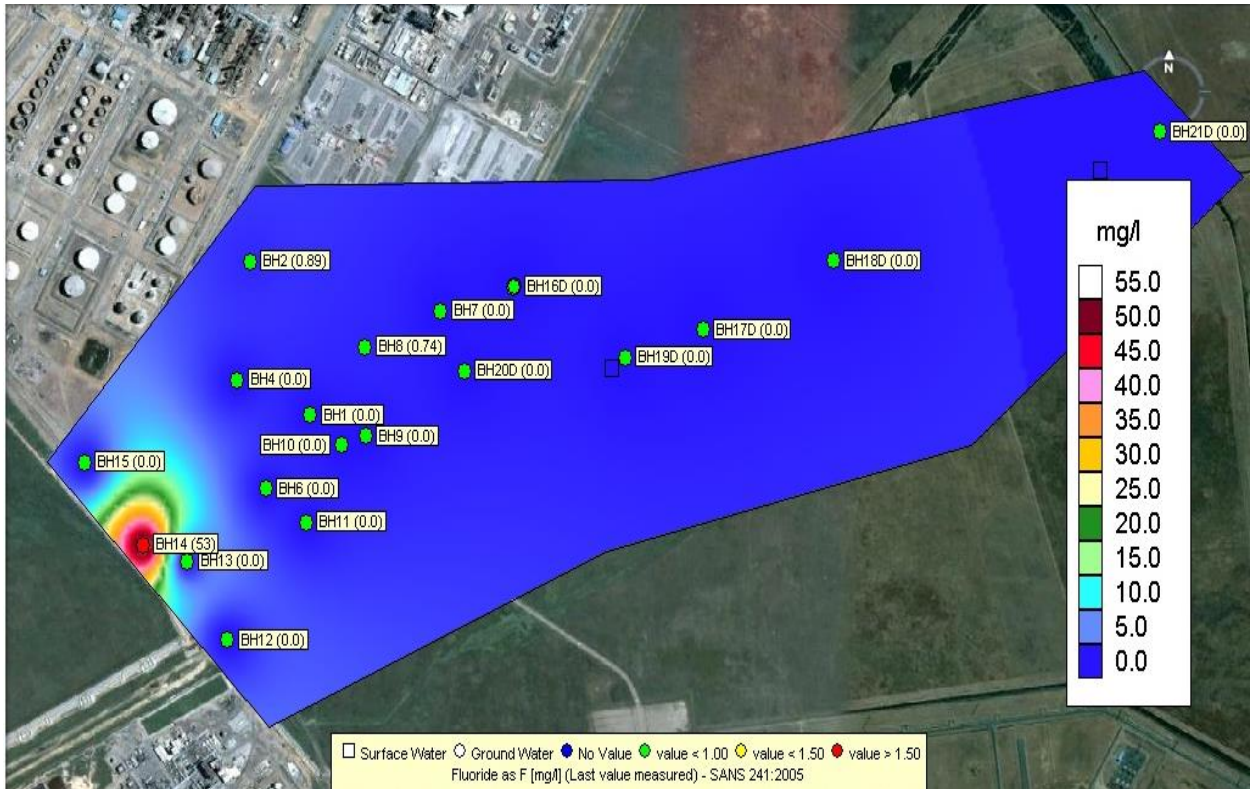 N
BH21D (0.0)
mg/l
55.0
50.0
45.0
40.0
35.0
30.0
25.0
20.0
15.0
10.0
5.0
0.0
BH2 (0.89)
BH18D (0.0)
BH16D (0.0)
BH7 (0.0)
BH17D (0.0)
BH8 (0.74)
BH19D (0.0)
BH20D (0.0)
BH4 (0.0)
BH1 (0.0)
BH9 (0.0)
BH10 (0.0)
BH15 (0.0)
BH6 (0.0)
BH11 (0.0)
BH14 (53)
BH13 (0.0)
BH12 (0.0)
Surface Water Ground Water No Value value < 1.00 value < 1.50 value > 1.50
Fluoride as F [mg/l] (Last value measured) - SANS 241:2005